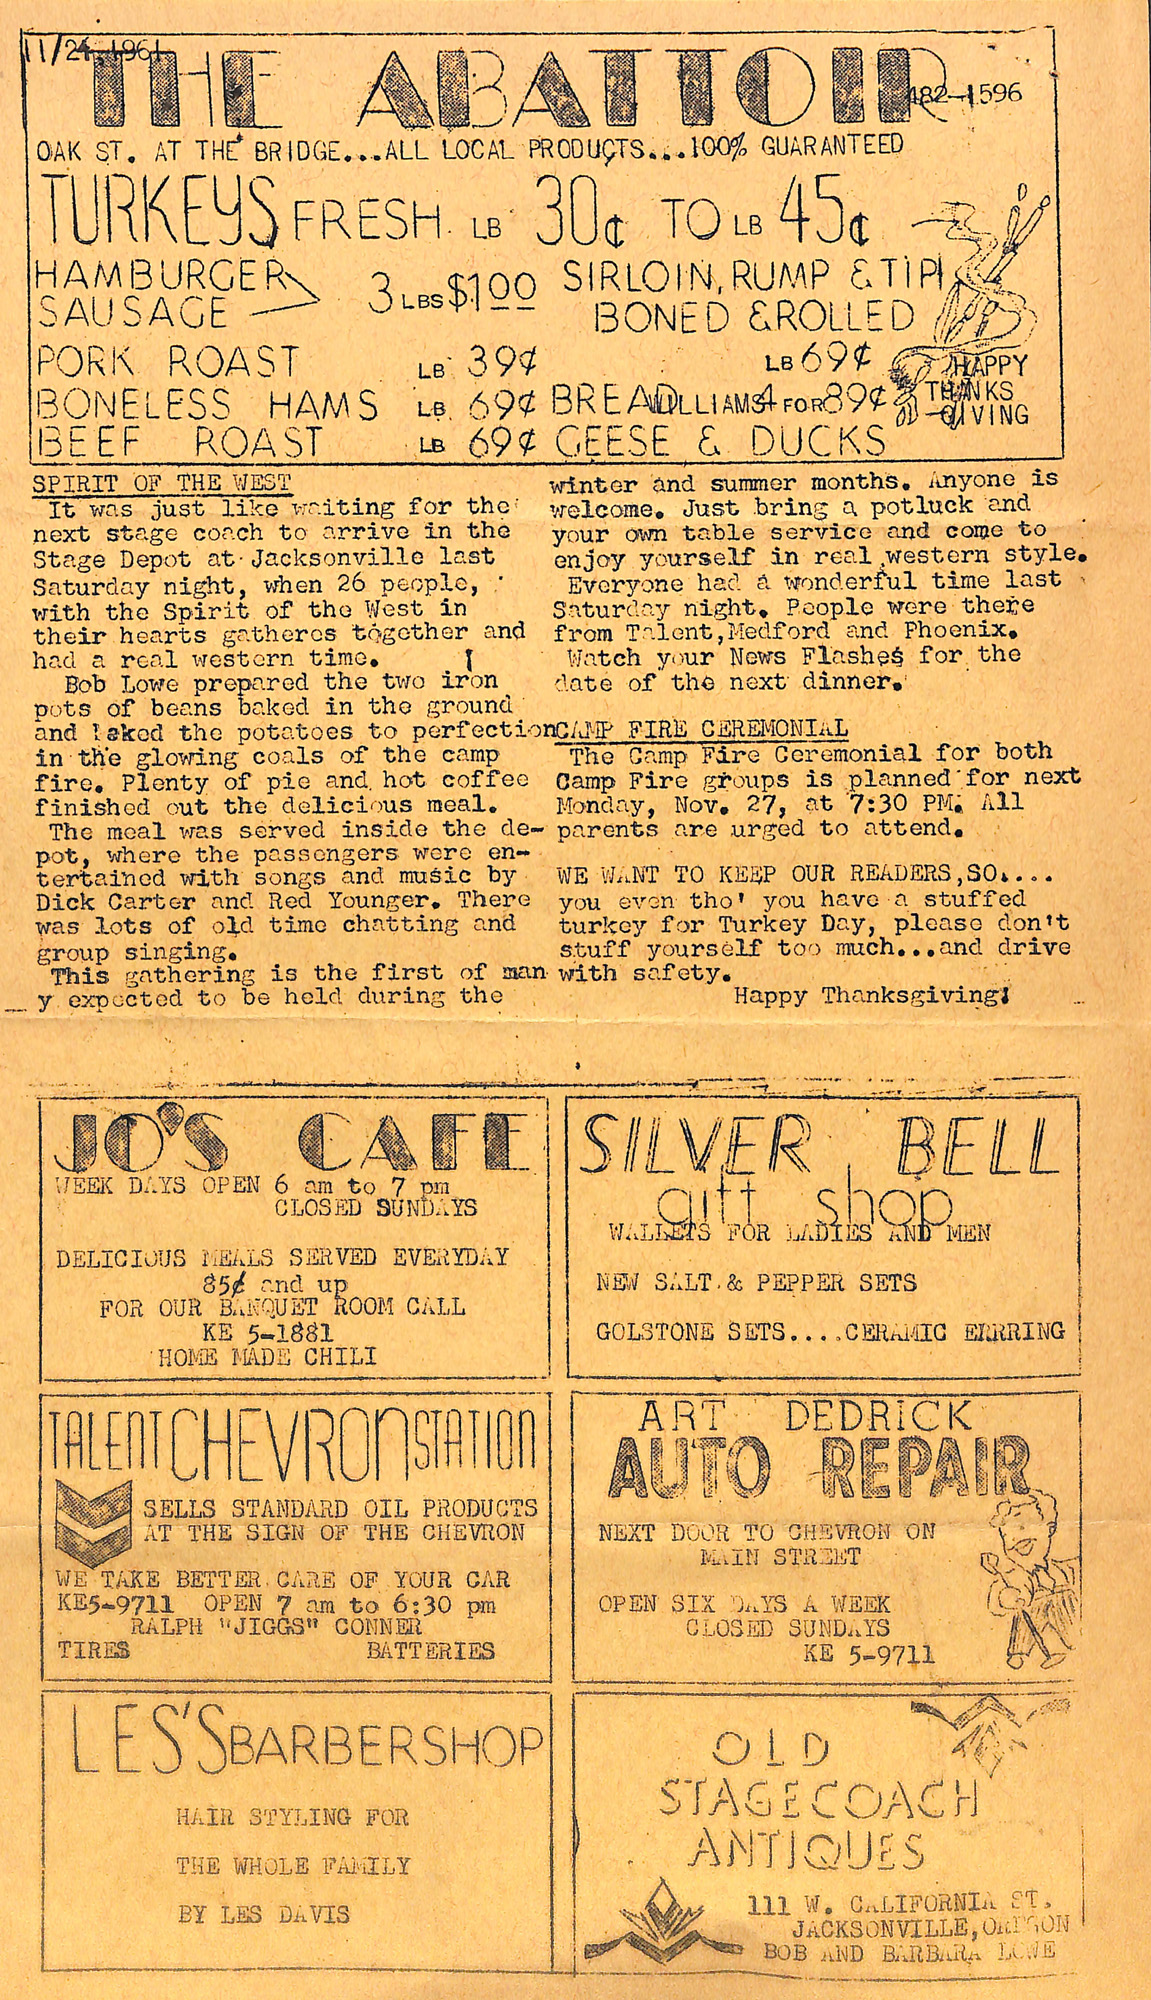 11/24, 1961
THE ABATTOIR
482-1596
OAK ST. AT THE BRIDGE...ALL LOCAL PRODUCTS...100% GUARANTEED
TURKEYS FRESH LB 30¢ TO LB 45¢
HAMBURGER
SAUSAGE
3 LBS $1.00
SIRLOIN, RUMP & TIP
BONED & ROLLED
LB 69¢
PORK ROAST LB 39¢
BONELESS HAMS LB 69¢
BEEF ROAST LB 69¢
BREAD WILLIAMS 4 FOR 89¢
GEESE & DUCKS
HAPPY
THANKS
GIVING
SPIRIT OF THE WEST
It was just like waiting for the
next stage coach to arrive in the
Stage Depot at Jacksonville last
Saturday night, when 26 people,
with the Spirit of the West in
their hearts gatheres together and
had a real western time.
Bob Lowe prepared the two iron
pots of beans baked in the ground
and baked the potatoes to perfection
in the glowing coals of the camp
fire. Plenty of pie and hot coffee
finished out the delicious meal.
The meal was served inside the de-
pot, where the passengers were en-
tertained with songs and music by
Dick Carter and Red Younger. There
was lots of old time chatting and
group singing.
This gathering is the first of man
y expected to be held during the
winter and summer months. Anyone is
welcome. Just bring a potluck and
your own table service and come to
enjoy yourself in real western style.
Everyone had a wonderful time last
Saturday night. People were there
from Talent,Medford and Phoenix.
Watch your News Flashes for the
date of the next dinner.
CAMP FIRE CEREMONIAL
The Camp Fire Ceremonial for both
Camp Fire groups is planned for next
Monday, Nov. 27, at 7:30 PM. All
parents are urged to attend.
WE WANT TO KEEP OUR READERS,SO....
you even tho' you have a stuffed
turkey for Turkey Day, please don't
stuff yourself too much...and drive
with safety.
Happy Thanksgiving!
JO'S CAFE
WEEK DAYS OPEN 6 am to 7 pm
CLOSED SUNDAYS
DELICIOUS MEALS SERVED EVERYDAY
85¢ and up
FOR OUR BANQUET ROOM CALL
KE 5-1881
HOME MADE CHILI
SILVER BELL
gift shop
WALLETS FOR LADIES AND MEN
NEW SALT & PEPPER SETS
GOLSTONE SETS....CERAMIC ERRRING
TALENT CHEVRON STATION
SELLS STANDARD OIL PRODUCTS
AT THE SIGN OF THE CHEVRON
WE TAKE BETTER CARE OF YOUR CAR
KE5-9711 OPEN 7 am to 6:30 pm
RALPH "JIGGS" CONNER
TIRES BATTERIES
ART DEDRICK
AUTO REPAIR
NEXT DOOR TO CHEVRON ON
MAIN STREET
OPEN SIX DAYS A WEEK
CLOSED SUNDAYS
KE 5-9711
LES'S BARBERSHOP
HAIR STYLING FOR
THE WHOLE FAMILY
BY LES DAVIS
OLD
STAGECOACH
ANTIQUES
111 W. CALIFORNIA ST.
JACKSONVILLE, OREGON
BOB AND BARBARA LOWE